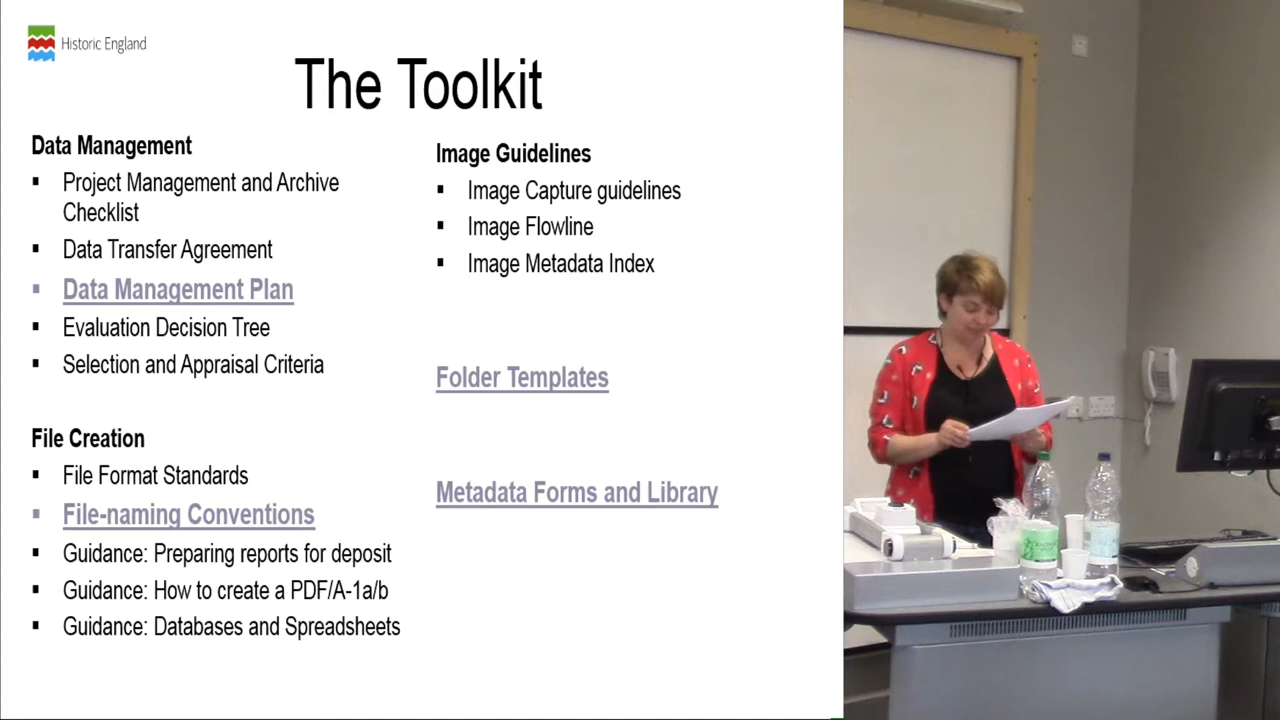 Historic England
The Toolkit
Data Management
▪ Project Management and Archive
Checklist
▪ Data Transfer Agreement
▪ Data Management Plan
▪ Evaluation Decision Tree
▪ Selection and Appraisal Criteria
File Creation
▪ File Format Standards
▪ File-naming Conventions
▪ Guidance: Preparing reports for deposit
▪ Guidance: How to create a PDF/A-1a/b
▪ Guidance: Databases and Spreadsheets
Image Guidelines
▪ Image Capture guidelines
▪ Image Flowline
▪ Image Metadata Index
Folder Templates
Metadata Forms and Library